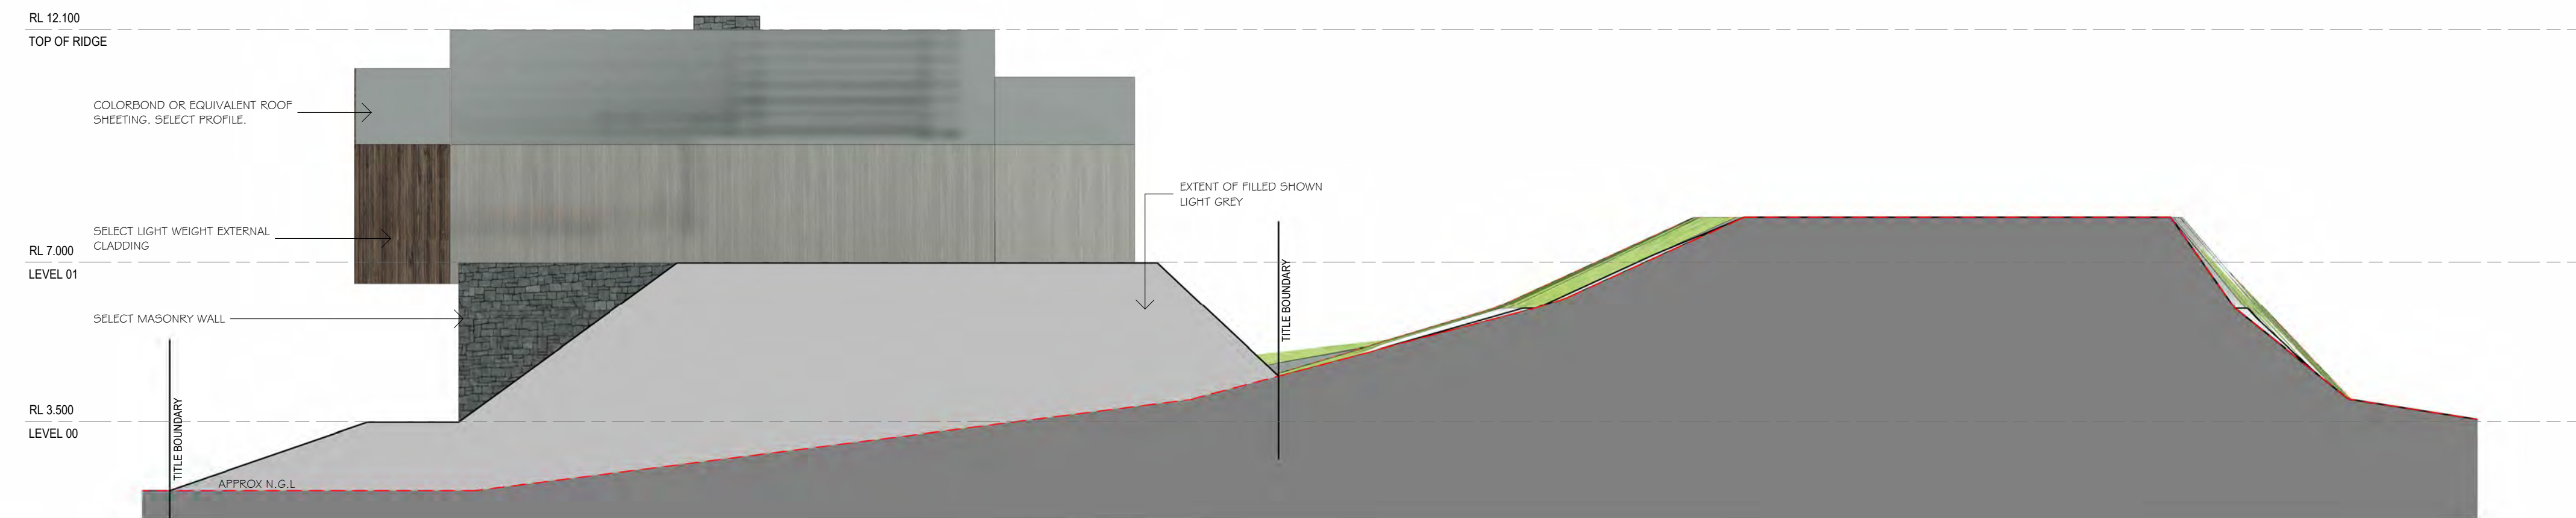 RL 12.100
TOP OF RIDGE
COLORBOND OR EQUIVALENT ROOF
SHEETING. SELECT PROFILE.
EXTENT OF FILLED SHOWN
LIGHT GREY
SELECT LIGHT WEIGHT EXTERNAL
CLADDING
RL 7.000
LEVEL 01
TITLE BOUNDARY
SELECT MASONRY WALL
RL 3.500
LEVEL 00
TITLE BOUNDARY
APPROX N.G.L